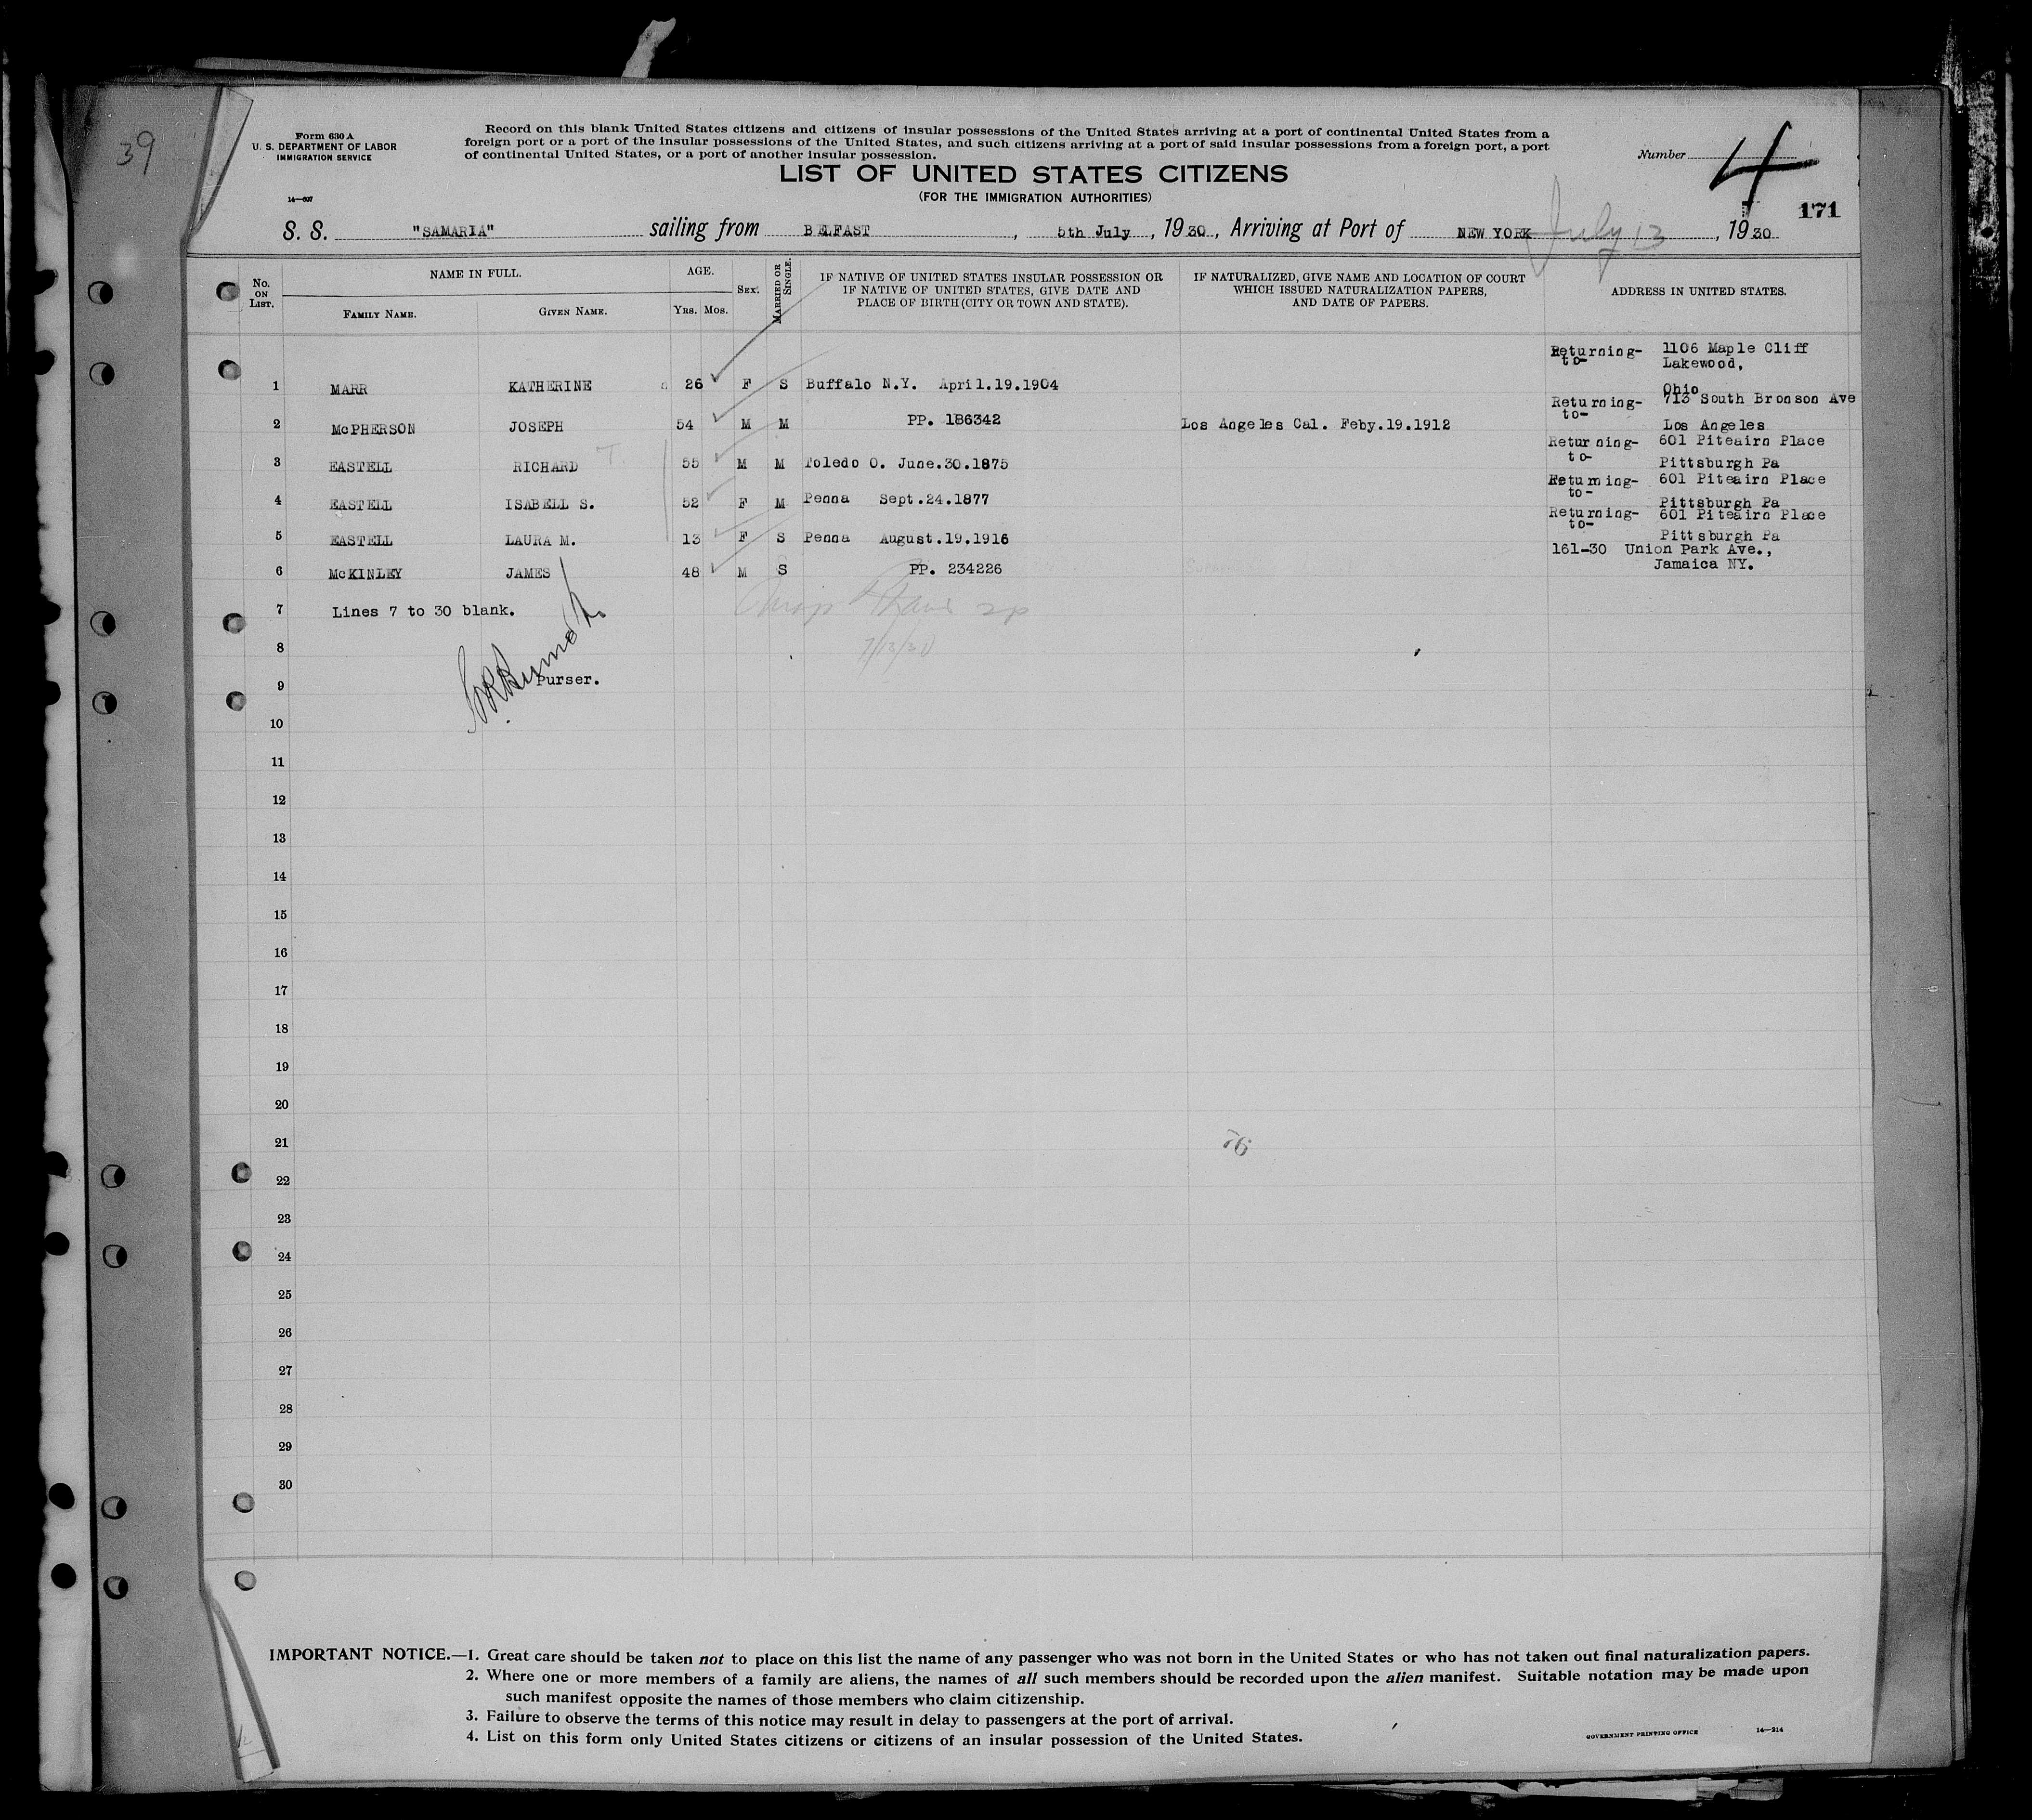 39
Form 630 A
U. S. DEPARTMENT OF LABOR
IMMIGRATION SERVICE
14—607
Record on this blank United States citizens and citizens of insular possessions of the United States arriving at a port of continental United States from a
foreign port or a port of the insular possessions of the United States, and such citizens arriving at a port of said insular possessions from a foreign port, a port
of continental United States, or a port of another insular possession.
Number 4
LIST OF UNITED STATES CITIZENS
(FOR THE IMMIGRATION AUTHORITIES)
171
S. S. "SAMARIA" sailing from BELFAST, 5th July, 1930, Arriving at Port of NEW YORK July 13, 1930
No. ON LIST. NAME IN FULL. AGE. SEX. MARRIED OR SINGLE. IF NATIVE OF UNITED STATES INSULAR POSSESSION OR IF NATIVE OF UNITED STATES, GIVE DATE AND PLACE OF BIRTH (CITY OR TOWN AND STATE). IF NATURALIZED, GIVE NAME AND LOCATION OF COURT WHICH ISSUED NATURALIZATION PAPERS, AND DATE OF PAPERS. ADDRESS IN UNITED STATES.
FAMILY NAME. GIVEN NAME. YRS. MOS.
1 MARR KATHERINE 26 F S Buffalo N.Y. April.19.1904 Returning-to- 1106 Maple Cliff Lakewood, Ohio
2 McPHERSON JOSEPH 54 M M PP. 186342 Los Angeles Cal. Feby.19.1912 Returning-to- 713 South Bronson Ave Los Angeles
3 EASTELL RICHARD T. 55 M M Toledo O. June.30.1875 Returning-to- 601 Piteairn Place Pittsburgh Pa
4 EASTELL ISABELL S. 52 F M Penna Sept.24.1877 Returning-to- 601 Piteairn Place Pittsburgh Pa
5 EASTELL LAURA M. 13 F S Penna August.19.1916 Returning-to- 601 Piteairn Place Pittsburgh Pa
6 McKINLEY JAMES 48 M S PP. 234226 161-30 Union Park Ave., Jamaica NY.
7 Lines 7 to 30 blank.
8 7/13/30
9 Purser.
10
11
12
13
14
15
16
17
18
19
20
21 76
22
23
24
25
26
27
28
29
30
IMPORTANT NOTICE.—1. Great care should be taken not to place on this list the name of any passenger who was not born in the United States or who has not taken out final naturalization papers.
2. Where one or more members of a family are aliens, the names of all such members should be recorded upon the alien manifest. Suitable notation may be made upon
such manifest opposite the names of those members who claim citizenship.
3. Failure to observe the terms of this notice may result in delay to passengers at the port of arrival.
4. List on this form only United States citizens or citizens of an insular possession of the United States.
GOVERNMENT PRINTING OFFICE 14—214